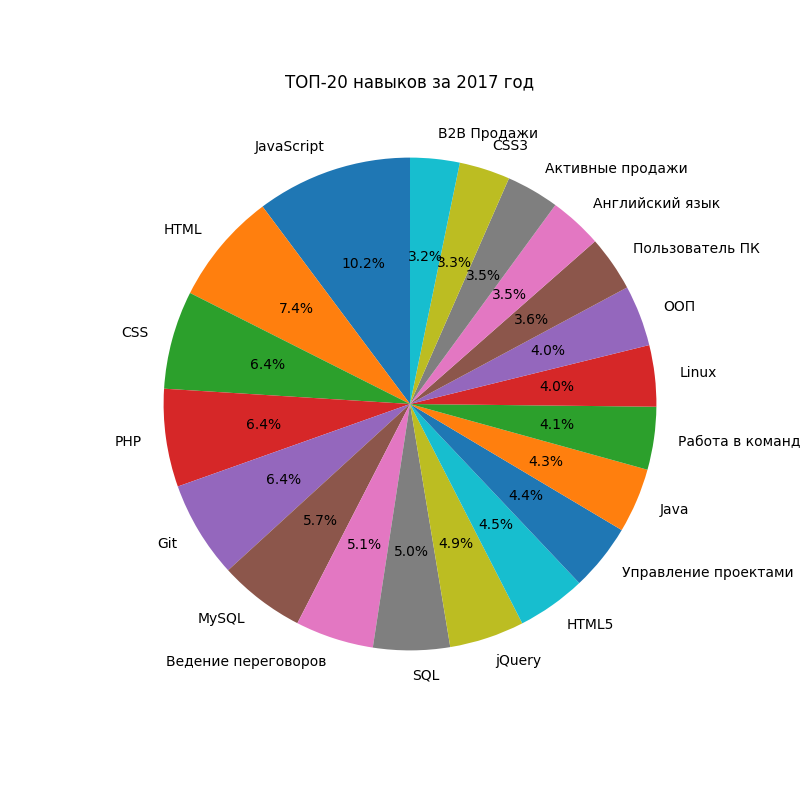 ТОП-20 навыков за 2017 год
JavaScript
10.2%
HTML
7.4%
CSS
6.4%
PHP
6.4%
Git
6.4%
MySQL
5.7%
Ведение переговоров
5.1%
SQL
5.0%
jQuery
4.9%
HTML5
4.5%
Управление проектами
4.4%
Java
4.3%
Работа в команд
4.1%
Linux
4.0%
ООП
4.0%
Пользователь ПК
3.6%
Английский язык
3.5%
Активные продажи
3.5%
CSS3
3.3%
B2B Продажи
3.2%